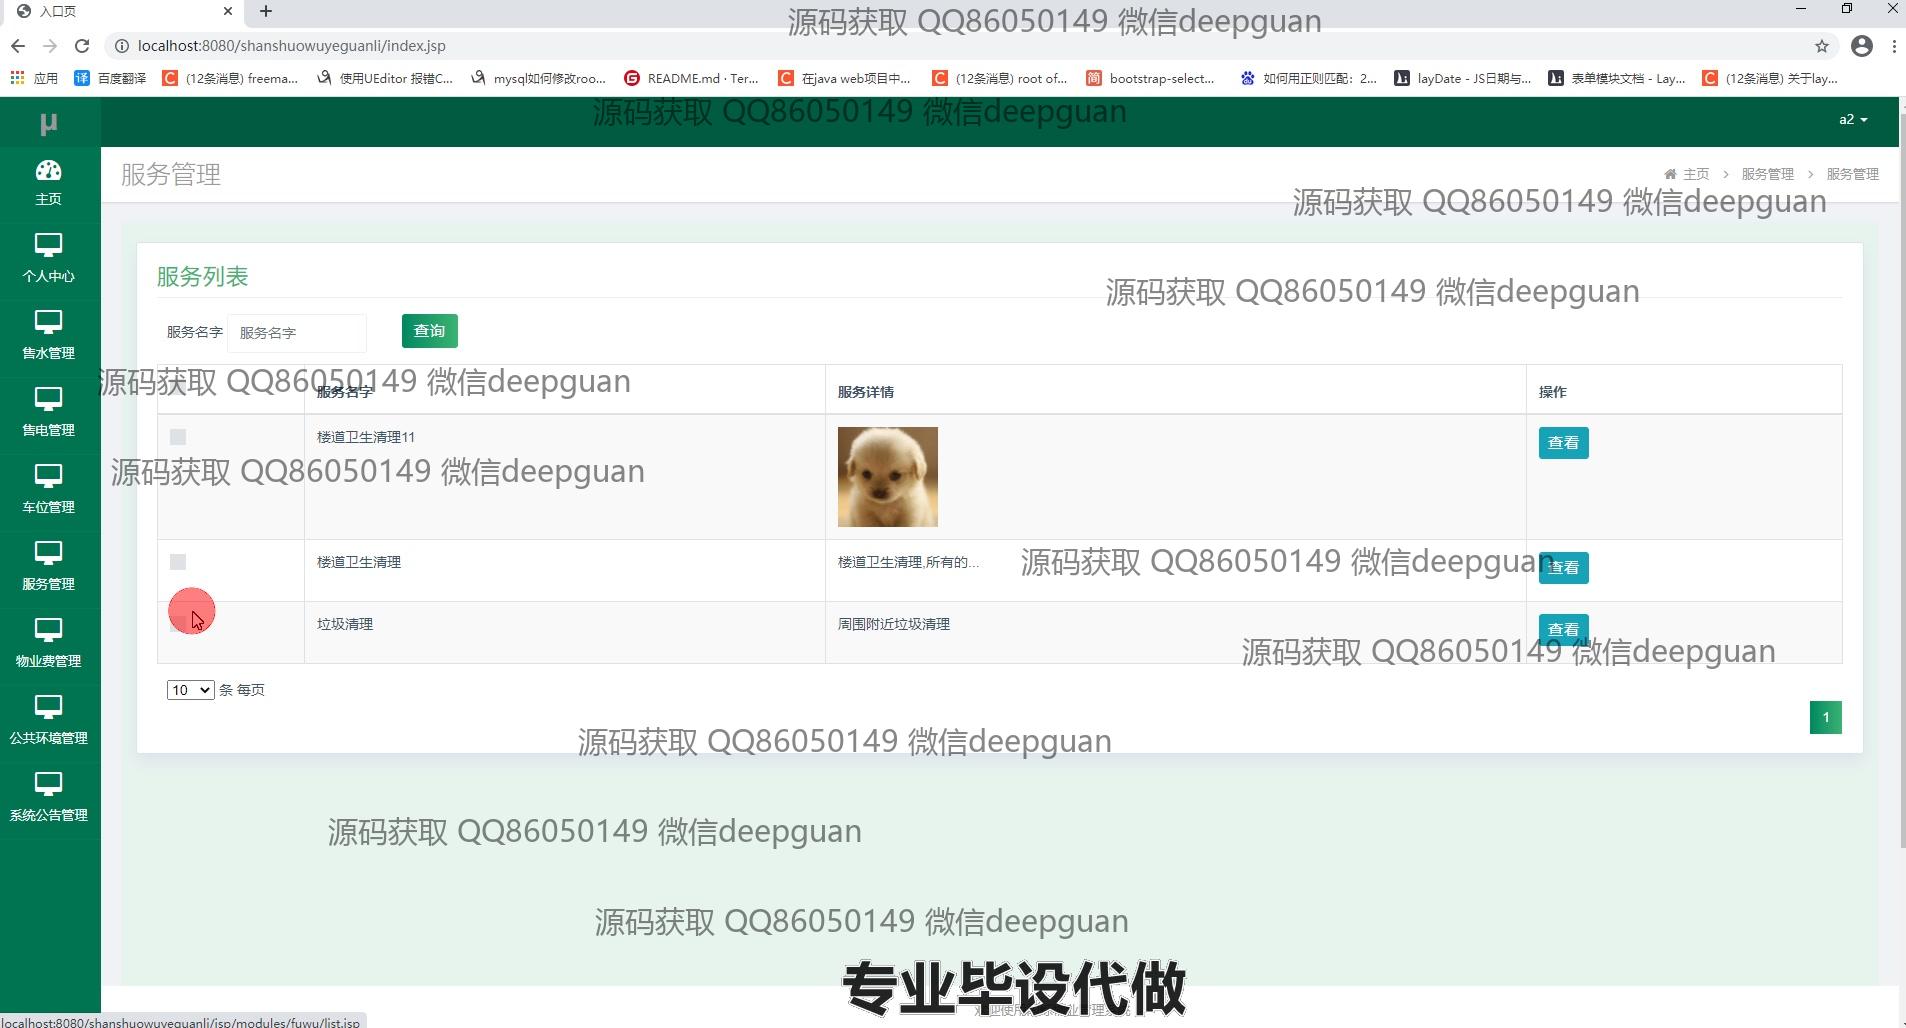 入口页
源码获取 QQ86050149 微信deepguan
localhost:8080/shanshuowuyeguanli/index.jsp
应用
百度翻译
(12条消息) freema...
使用UEditor 报错C...
mysql如何修改roo...
README.md · Ter...
在java web项目中...
(12条消息) root of...
bootstrap-select...
如何用正则匹配：2...
layDate - JS日期与...
表单模块文档 - Lay...
(12条消息) 关于lay...
源码获取 QQ86050149 微信deepguan
μ
a2
主页
个人中心
售水管理
售电管理
车位管理
服务管理
物业费管理
公共环境管理
系统公告管理
服务管理
主页 > 服务管理 > 服务管理
源码获取 QQ86050149 微信deepguan
服务列表
源码获取 QQ86050149 微信deepguan
服务名字 服务名字 查询
源码获取 QQ86050149 微信deepguan
服务名字 服务详情 操作
楼道卫生清理11 查看
源码获取 QQ86050149 微信deepguan
楼道卫生清理 楼道卫生清理,所有的... 查看
源码获取 QQ86050149 微信deepguan
垃圾清理 周围附近垃圾清理 查看
源码获取 QQ86050149 微信deepguan
10 条 每页
1
源码获取 QQ86050149 微信deepguan
源码获取 QQ86050149 微信deepguan
源码获取 QQ86050149 微信deepguan
专业毕设代做
localhost:8080/shanshuowuyeguanli/jsp/modules/fuwu/list.jsp